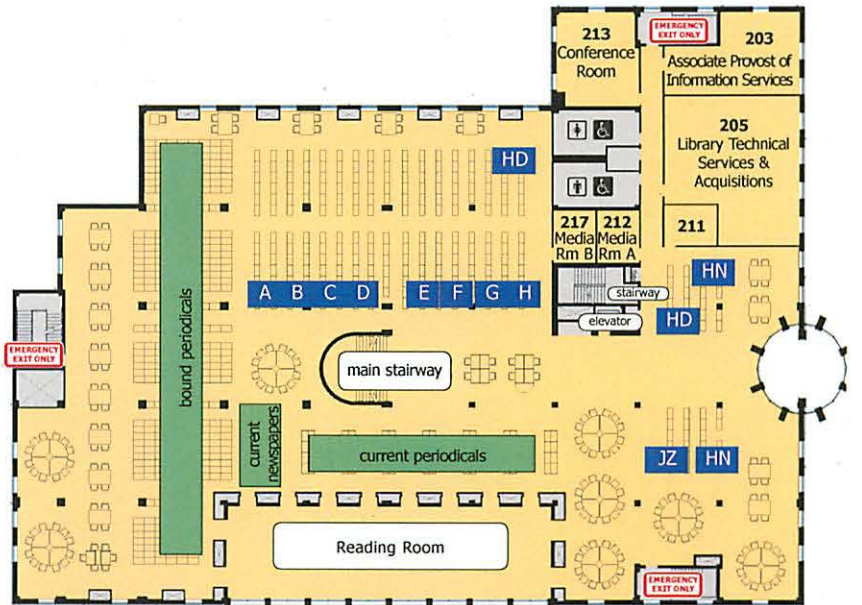 213
Conference
Room
EMERGENCY
EXIT ONLY
203
Associate Provost of
Information Services
205
Library Technical
Services &
Acquisitions
HD
217
Media
Rm B
212
Media
Rm A
211
bound periodicals
A B C D E F G H
HN
stairway
HD
elevator
EMERGENCY
EXIT ONLY
main stairway
current
newspapers
current periodicals
JZ HN
Reading Room
EMERGENCY
EXIT ONLY